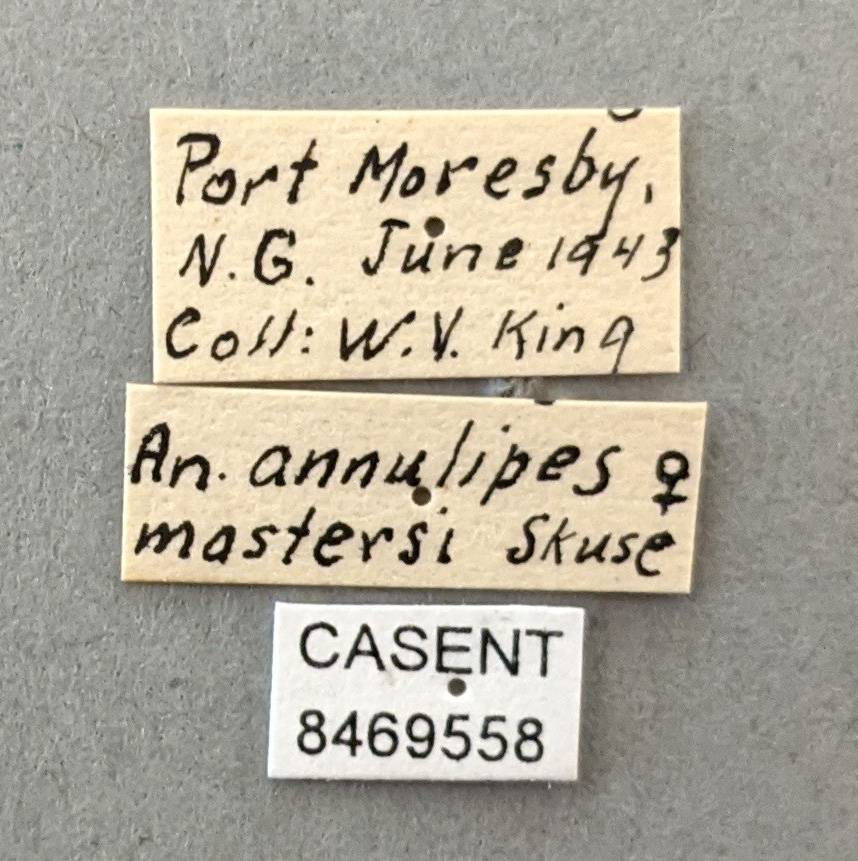 Port Moresby,
N.G. June 1943
Coll: W.V. King
An. annulipes ♀
mastersi Skuse
CASENT
8469558